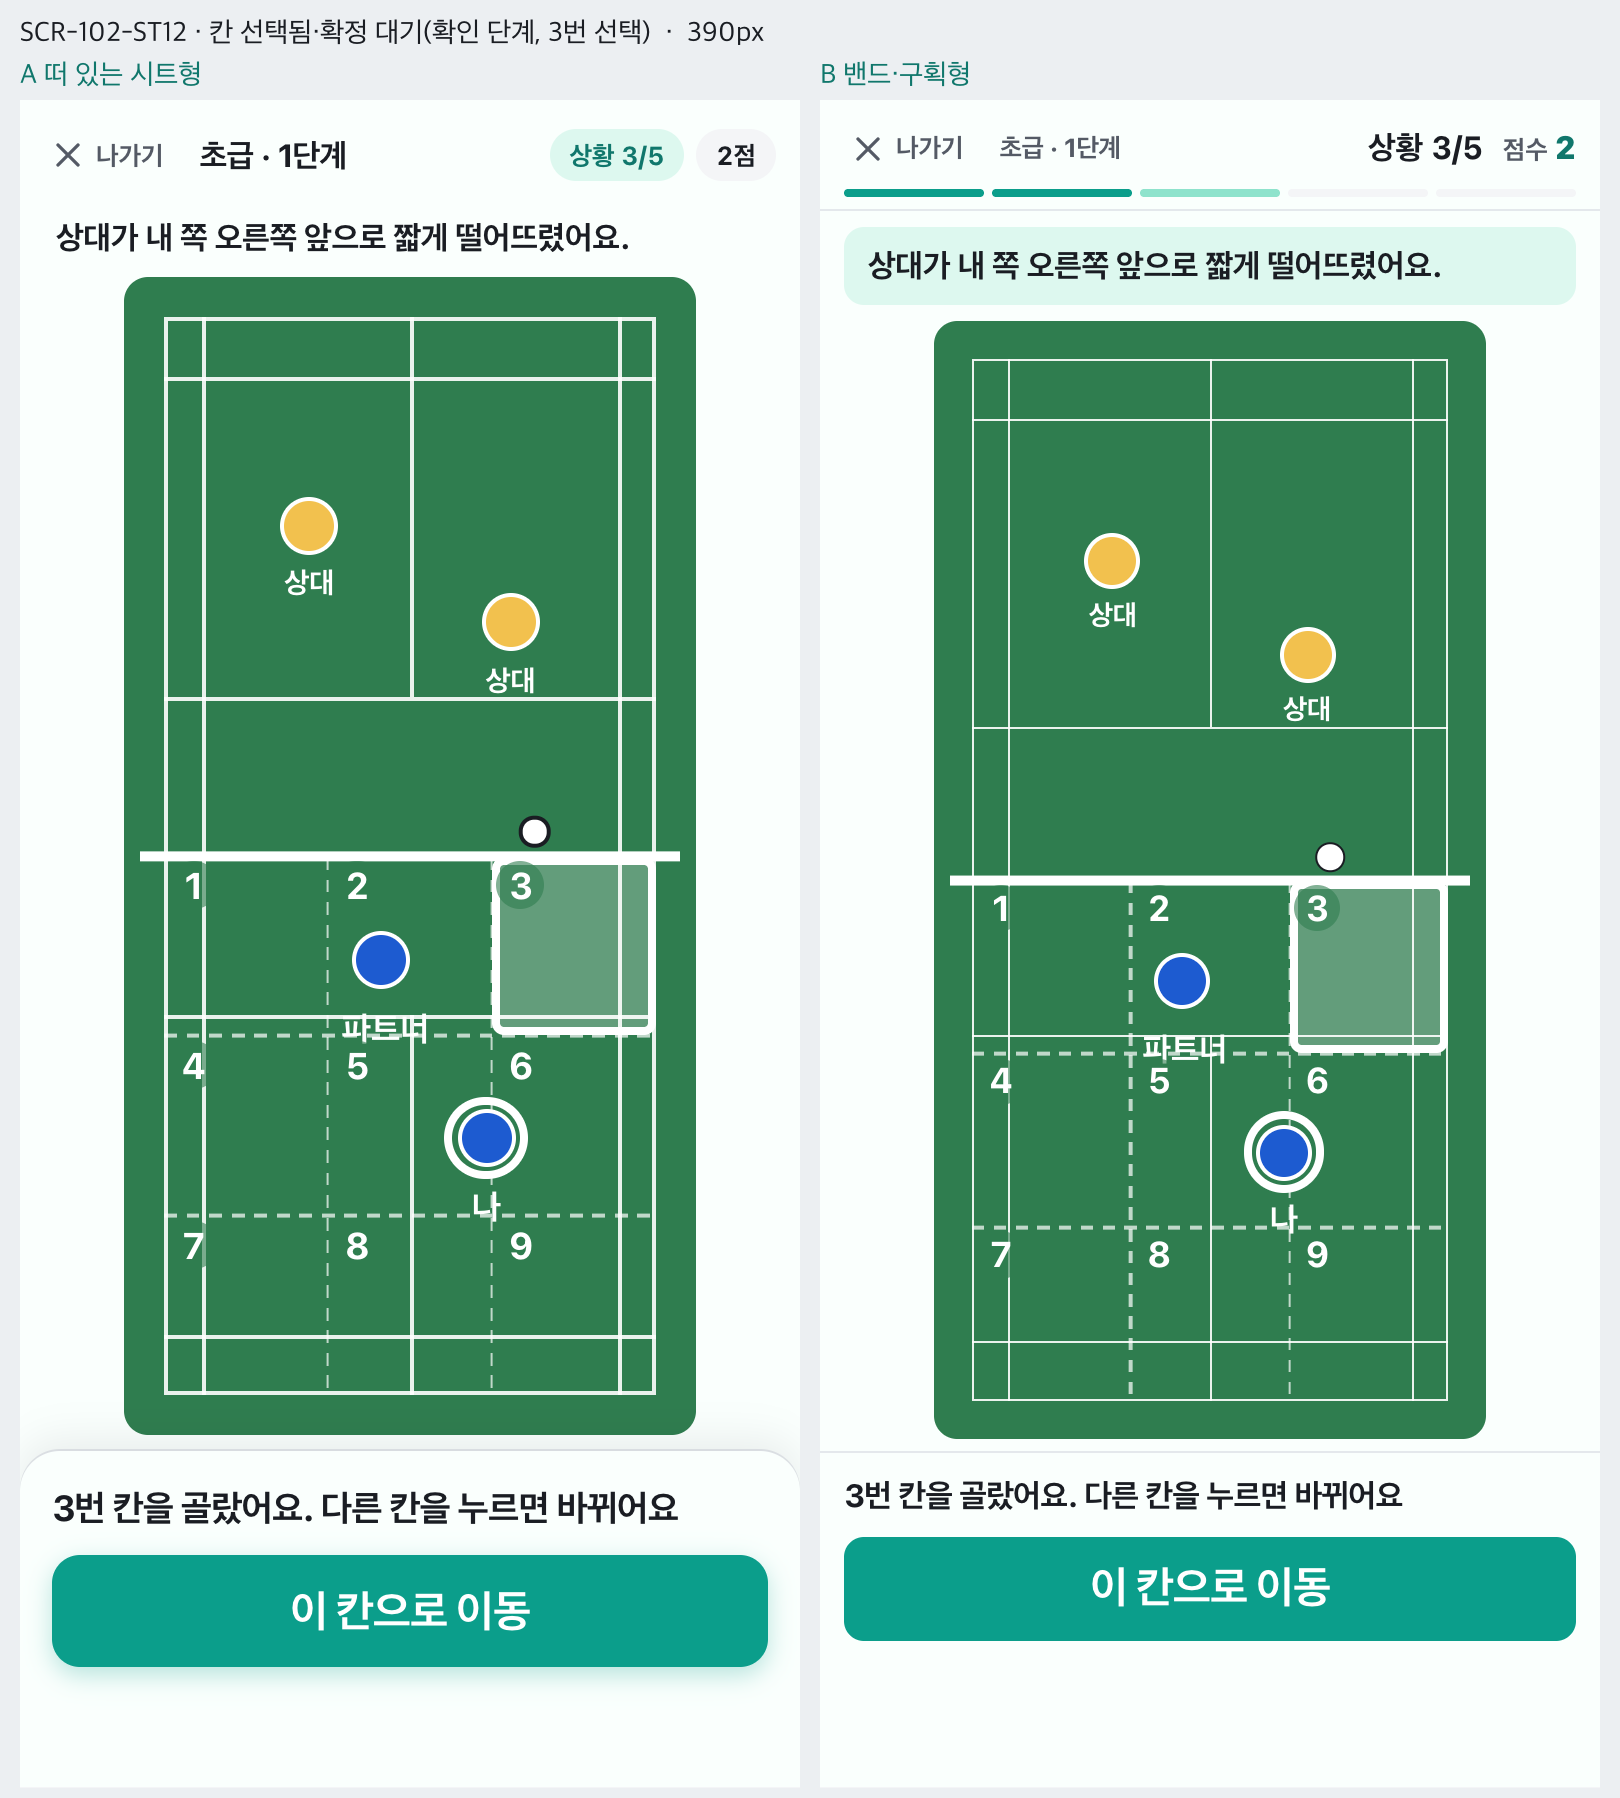 SCR-102-ST12 · 칸 선택됨·확정 대기(확인 단계, 3번 선택) · 390px
A 떠 있는 시트형
나가기 초급 · 1단계 상황 3/5 2점
상대가 내 쪽 오른쪽 앞으로 짧게 떨어뜨렸어요.
상대
상대
1 2 3
파트너
4 5 6
나
7 8 9
3번 칸을 골랐어요. 다른 칸을 누르면 바뀌어요
이 칸으로 이동
B 밴드·구획형
나가기 초급 · 1단계 상황 3/5 점수 2
상대가 내 쪽 오른쪽 앞으로 짧게 떨어뜨렸어요.
상대
상대
1 2 3
파트너
4 5 6
나
7 8 9
3번 칸을 골랐어요. 다른 칸을 누르면 바뀌어요
이 칸으로 이동